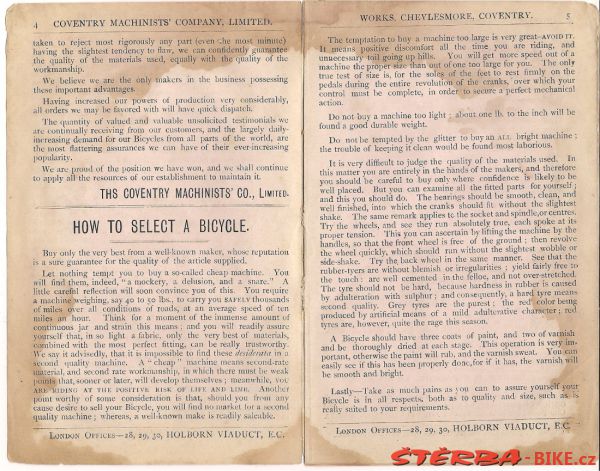 4 COVENTRY MACHINISTS' COMPANY, LIMITED.
taken to reject most rigorously any part (even the most minute)
having the slightest tendency to flaw, we can confidently guarantee
the quality of the materials used, equally with the quality of the
workmanship.
We believe we are the only makers in the business possessing
these important advantages.
Having increased our powers of production very considerably,
all orders we may be favored with will have quick dispatch.
The quantity of valued and valuable unsolicited testimonials we
are continually receiving from our customers, and the largely daily-
increasing demand for our Bicycles from all parts of the world, are
the most flattering assurances we can have of their ever-increasing
popularity.
We are proud of the position we have won, and we shall continue
to apply all the resources of our establishment to maintain it.
THS COVENTRY MACHINISTS' CO., LIMITED.
HOW TO SELECT A BICYCLE.
Buy only the very best from a well-known maker, whose reputation
is a sure guarantee for the quality of the article supplied.
Let nothing tempt you to buy a so-called cheap machine. You
will find them, indeed, "a mockery, a delusion, and a snare." A
little careful reflection will soon convince you of this. You require
a machine weighing, say 40 to 50 lbs., to carry you SAFELY thousands
of miles over all conditions of roads, at an average speed of ten
miles an hour. Think for a moment of the immense amount of
continuous jar and strain this means; and you will readily assure
yourself that, in so light a fabric, only the very best of materials,
combined with the most perfect fitting, can be really trustworthy.
We say it advisedly, that it is impossible to find these desiderata in a
second quality machine. A "cheap" machine means second-rate
material, and second rate workmanship, in which there must be weak
points that, sooner or later, will develop themselves; meanwhile, you
ARE RIDING AT THE POSITIVE RISK OF LIFE AND LIMB. Another
point worthy of some consideration is that, should you from any
cause desire to sell your Bicycle, you will find no market for a second
quality machine; whereas, a well-known make is readily saleable.
LONDON OFFICES—28, 29, 30, HOLBORN VIADUCT, E.C.
WORKS, CHEYLESMORE, COVENTRY. 5
The temptation to buy a machine too large is very great—AVOID IT.
It means positive discomfort all the time you are riding, and
unnecessary toil going up hills. You will get more speed out of a
machine the proper size than out of one too large for you. The only
true test of size is, for the soles of the feet to rest firmly on the
pedals during the entire revolution of the cranks, over which your
control must be complete, in order to secure a perfect mechanical
action.
Do not buy a machine too light; about one lb. to the inch will be
found a good durable weight.
Do not be tempted by the glitter to buy an ALL bright machine;
the trouble of keeping it clean would be found most laborious.
It is very difficult to judge the quality of the materials used. In
this matter you are entirely in the hands of the makers, and therefore
you should be careful to buy only where confidence is likely to be
well placed. But you can examine all the fitted parts for yourself;
and this you should do. The bearings should be smooth, clean, and
well finished, into which the cranks should fit without the slightest
shake. The same remark applies to the socket and spindle, or centres.
Try the wheels, and see they run absolutely true, each spoke at its
proper tension. This you can ascertain by lifting the machine by the
handles, so that the front wheel is free of the ground; then revolve
the wheel quickly, which should run without the slightest wobble or
side-shake. Try the back wheel in the same manner. See that the
rubber-tyres are without blemish or irregularities; yield fairly free to
the touch: are well cemented in the felloe, and not over-stretched.
The tyre should not be hard, because hardness in rubber is caused
by adulteration with sulphur; and consequently, a hard tyre means
second quality. Grey tyres are the purest; the red color being
produced by artificial means of a mild adulterative character; red
tyres are, however, quite the rage this season.
A Bicycle should have three coats of paint, and two of varnish
and be thoroughly dried at each stage. This operation is very im-
portant, otherwise the paint will rub, and the varnish sweat. You can
easily see if this has been properly done, for if it has, the varnish will
be smooth and bright.
Lastly—Take as much pains as you can to assure yourself your
Bicycle is in all respects, both as to quality and size, such as is
really suited to your requirements.
LONDON OFFICES—28, 29, 30, HOLBORN VIADUCT, E.C.
ŠTĚRBA-BIKE.cz